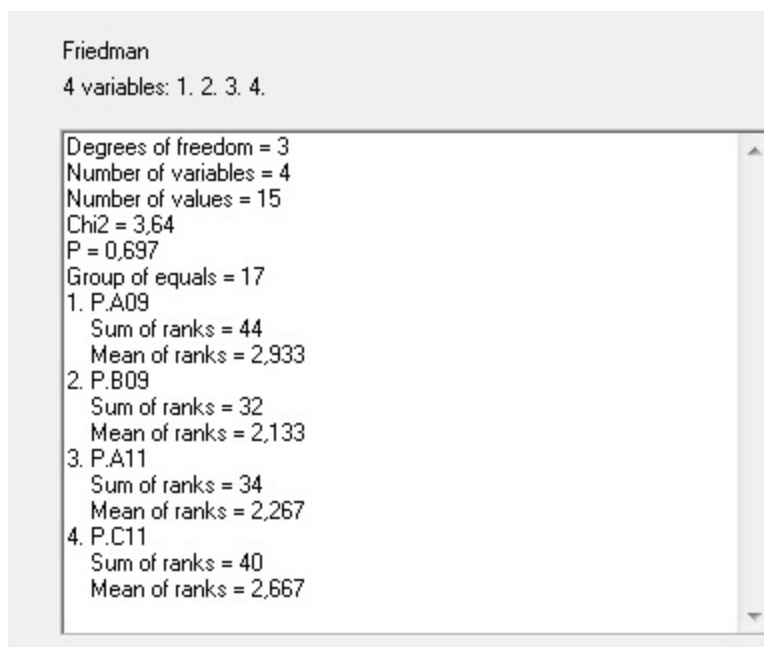 Friedman
4 variables: 1. 2. 3. 4.
Degrees of freedom = 3
Number of variables = 4
Number of values = 15
Chi2 = 3,64
P = 0,697
Group of equals = 17
1. P.A09
Sum of ranks = 44
Mean of ranks = 2,933
2. P.B09
Sum of ranks = 32
Mean of ranks = 2,133
3. P.A11
Sum of ranks = 34
Mean of ranks = 2,267
4. P.C11
Sum of ranks = 40
Mean of ranks = 2,667